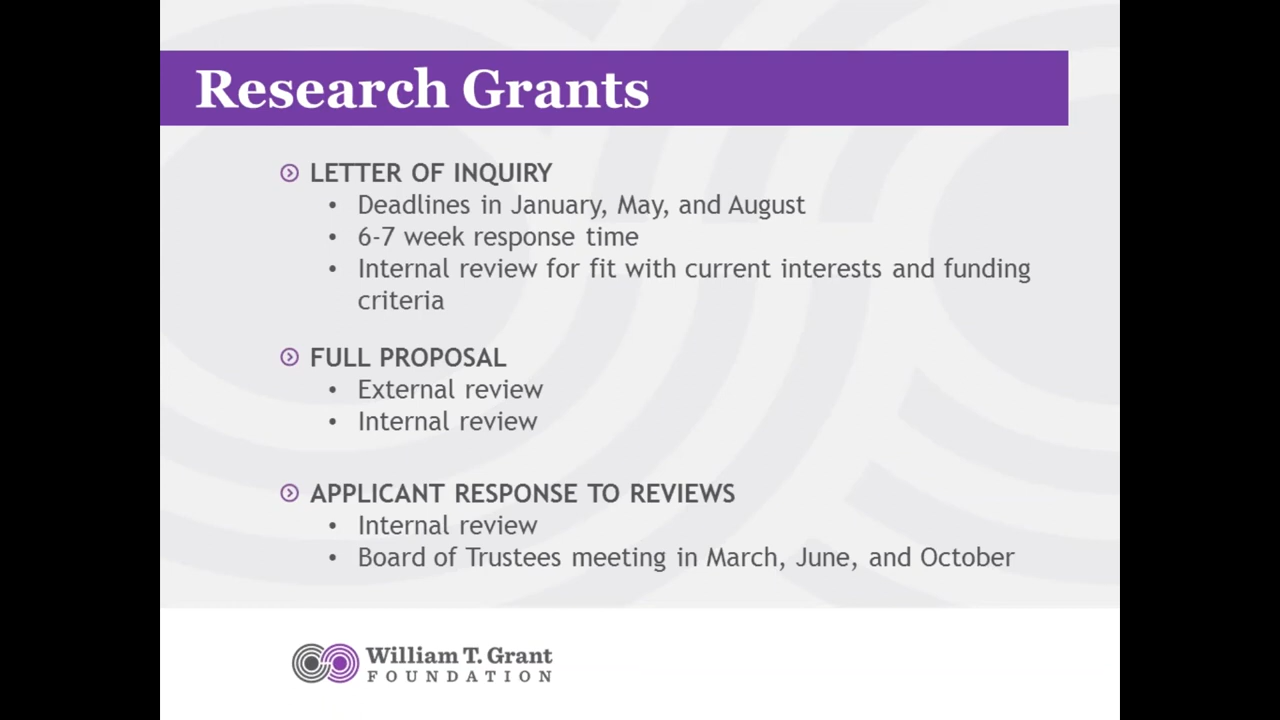 Research Grants
LETTER OF INQUIRY
• Deadlines in January, May, and August
• 6-7 week response time
• Internal review for fit with current interests and funding
criteria
FULL PROPOSAL
• External review
• Internal review
APPLICANT RESPONSE TO REVIEWS
• Internal review
• Board of Trustees meeting in March, June, and October
William T. Grant
FOUNDATION